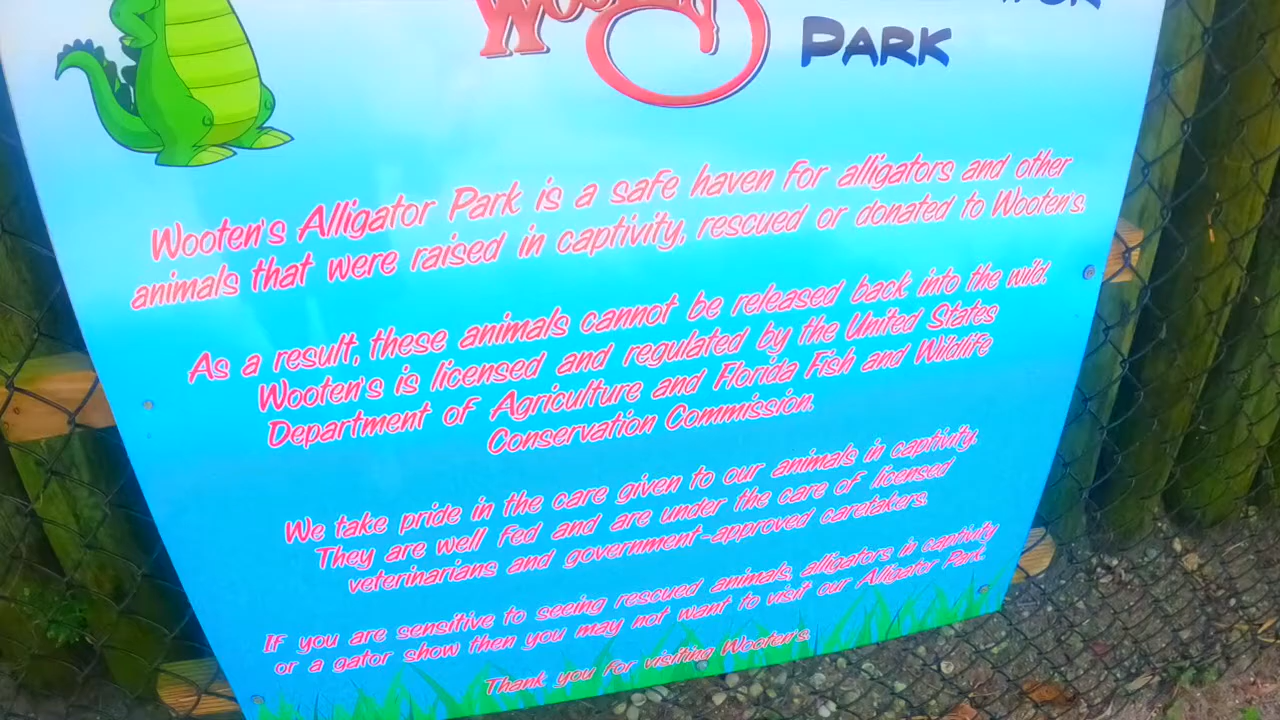 PARK
Wooten's Alligator Park is a safe haven for alligators and other
animals that were raised in captivity, rescued or donated to Wooten's.
As a result, these animals cannot be released back into the wild.
Wooten's is licensed and regulated by the United States
Department of Agriculture and Florida Fish and Wildlife
Conservation Commission.
We take pride in the care given to our animals in captivity.
They are well fed and are under the care of licensed
veterinarians and government-approved caretakers.
If you are sensitive to seeing rescued animals, alligators in captivity
or a gator show then you may not want to visit our Alligator Park.
Thank you for visiting Wooten's.